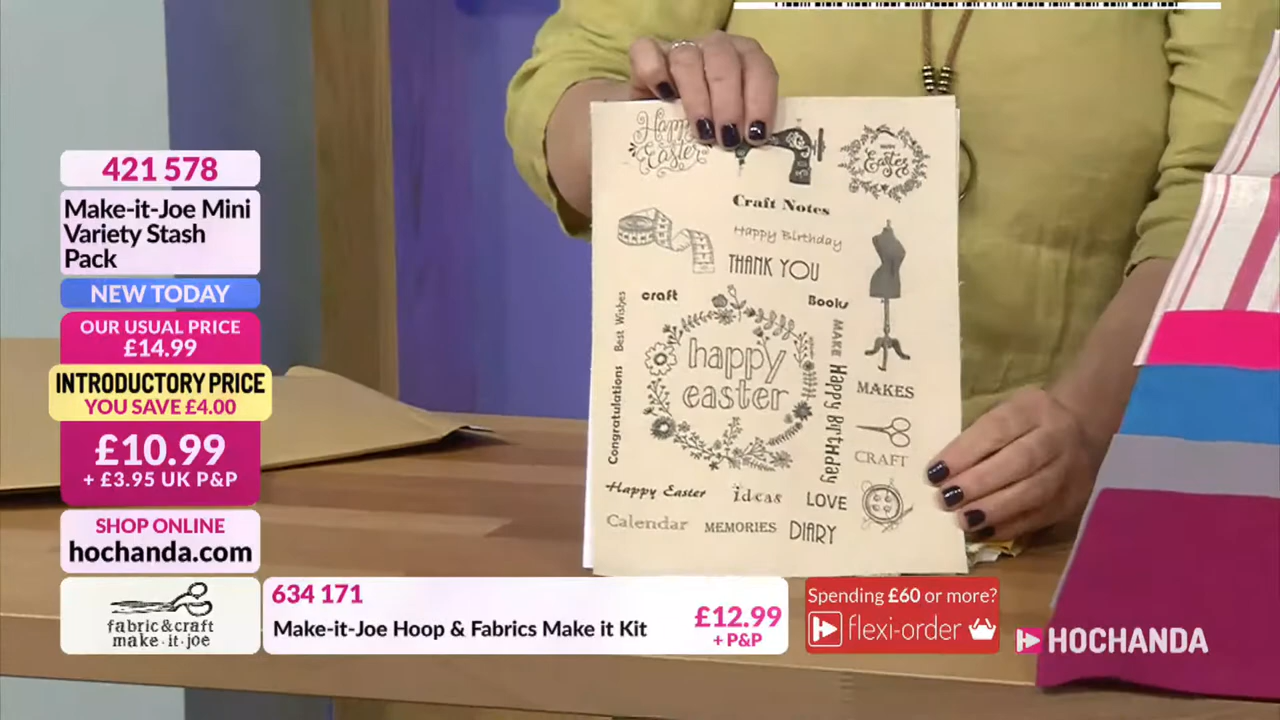 421 578
Make-it-Joe Mini
Variety Stash
Pack
NEW TODAY
OUR USUAL PRICE
£14.99
INTRODUCTORY PRICE
YOU SAVE £4.00
£10.99
+ £3.95 UK P&P
SHOP ONLINE
hochanda.com
fabric & craft
make·it·joe
634 171
Make-it-Joe Hoop & Fabrics Make it Kit
£12.99
+ P&P
Spending £60 or more?
flexi-order
HOCHANDA
Happy
Easter
HAPPY
Easter
Craft Notes
Happy Birthday
THANK YOU
craft
Books
Best Wishes
Congratulations
happy
easter
MAKE
Happy Birthday
MAKES
CRAFT
Happy Easter
ideas
LOVE
Calendar
MEMORIES
DIARY